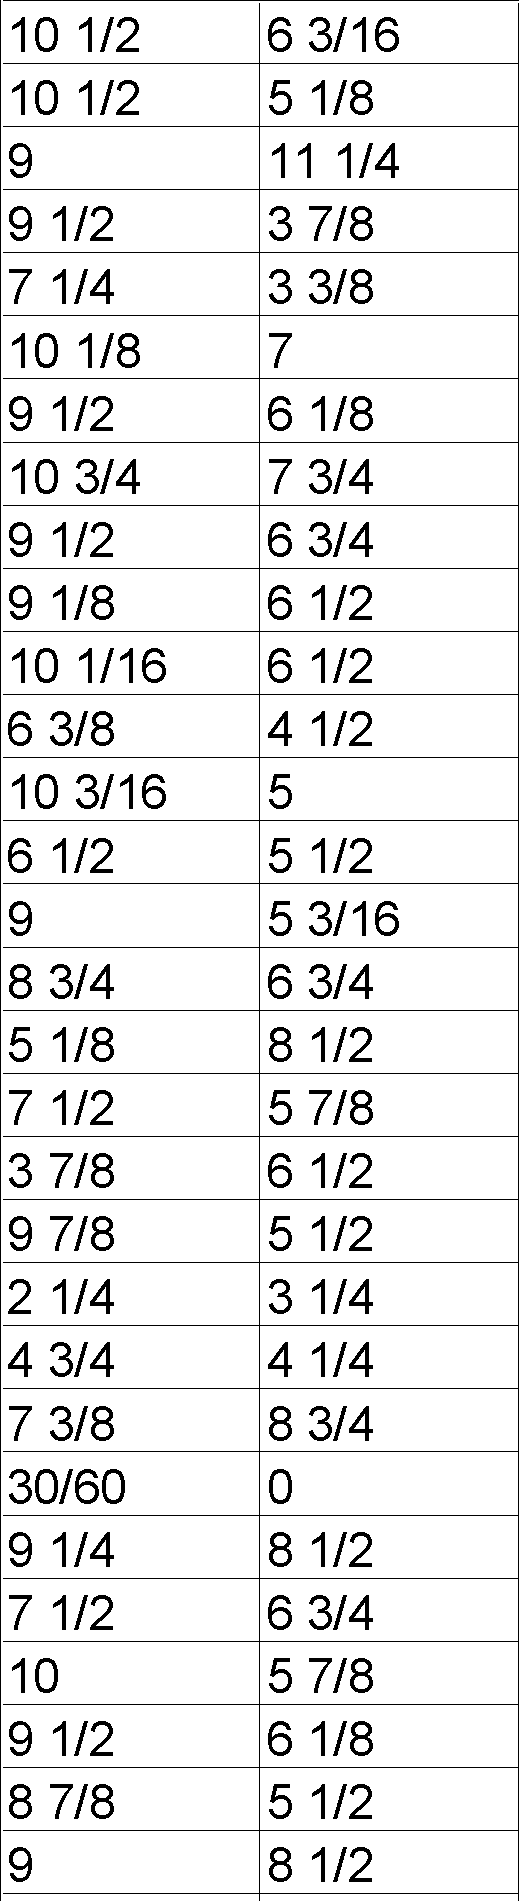 10 1/2 6 3/16
10 1/2 5 1/8
9 11 1/4
9 1/2 3 7/8
7 1/4 3 3/8
10 1/8 7
9 1/2 6 1/8
10 3/4 7 3/4
9 1/2 6 3/4
9 1/8 6 1/2
10 1/16 6 1/2
6 3/8 4 1/2
10 3/16 5
6 1/2 5 1/2
9 5 3/16
8 3/4 6 3/4
5 1/8 8 1/2
7 1/2 5 7/8
3 7/8 6 1/2
9 7/8 5 1/2
2 1/4 3 1/4
4 3/4 4 1/4
7 3/8 8 3/4
30/60 0
9 1/4 8 1/2
7 1/2 6 3/4
10 5 7/8
9 1/2 6 1/8
8 7/8 5 1/2
9 8 1/2